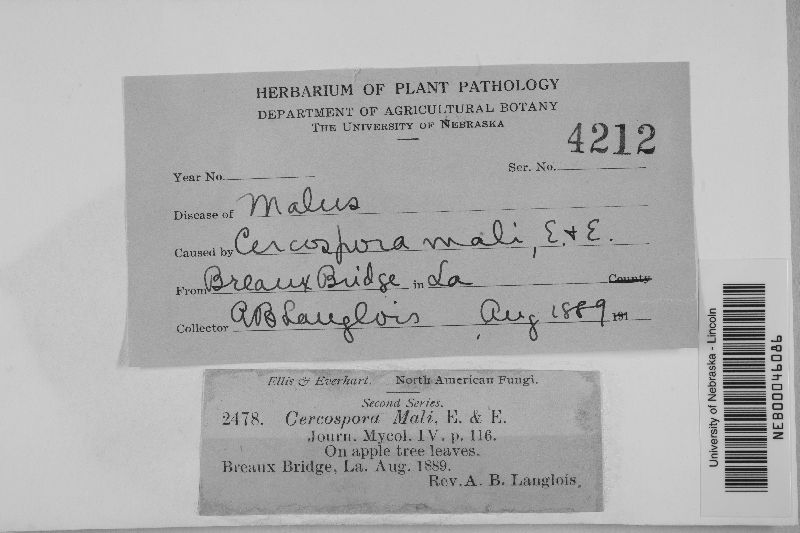 HERBARIUM OF PLANT PATHOLOGY
DEPARTMENT OF AGRICULTURAL BOTANY
THE UNIVERSITY OF NEBRASKA
4212
Year No. Ser. No.
Disease of Malus
Caused by Cercospora mali, E. & E.
From Breaux Bridge in La County
Collector AB Langlois Aug 1889 191
Ellis & Everhart. North American Fungi.
Second Series.
2478. Cercospora Mali, E. & E.
Journ. Mycol. IV. p. 116.
On apple tree leaves.
Breaux Bridge, La. Aug. 1889.
Rev. A. B. Langlois.
University of Nebraska - Lincoln
NEB00046086